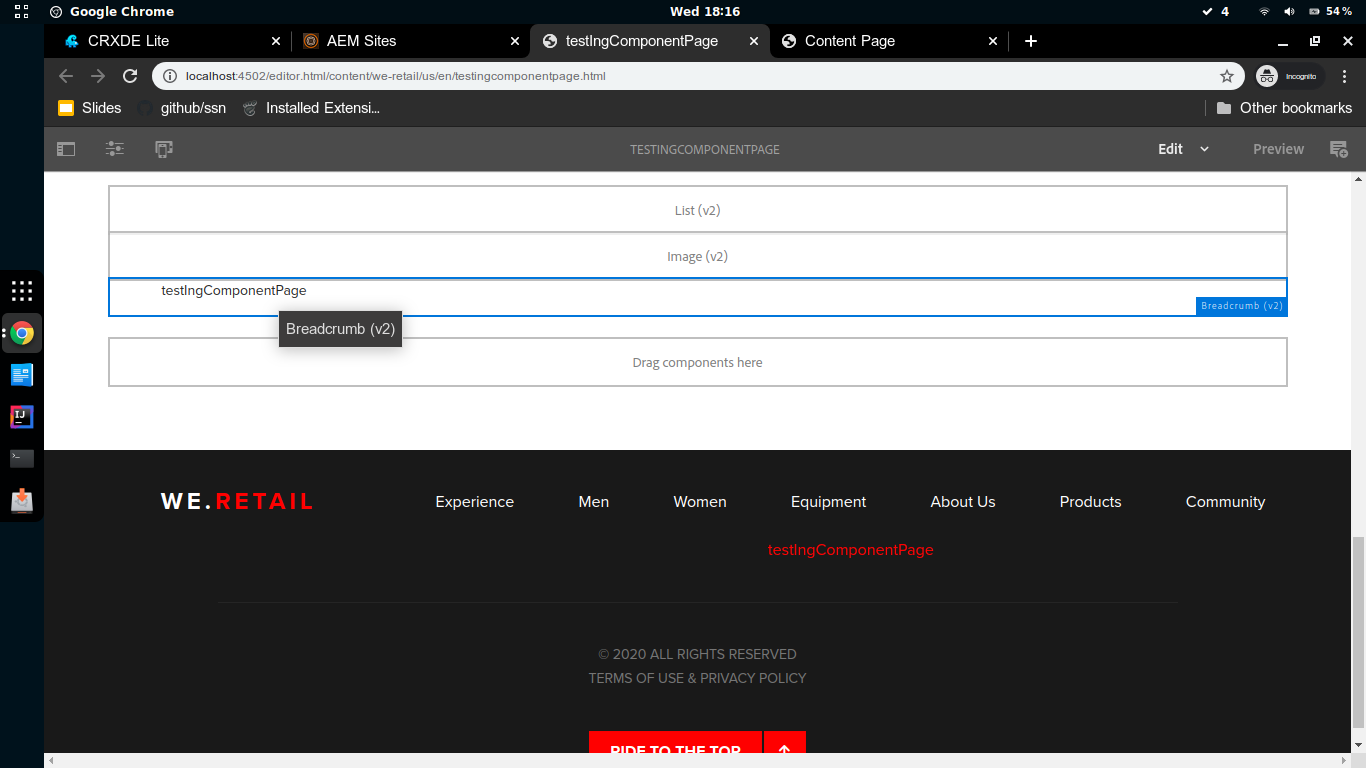 Google Chrome
Wed 18:16
4
54 %
CRXDE Lite
AEM Sites
testIngComponentPage
Content Page
localhost:4502/editor.html/content/we-retail/us/en/testingcomponentpage.html
Incognito
Slides
github/ssn
Installed Extensi...
Other bookmarks
TESTINGCOMPONENTPAGE
Edit
Preview
List (v2)
Image (v2)
testIngComponentPage
Breadcrumb (v2)
Breadcrumb (v2)
Drag components here
WE.RETAIL
Experience
Men
Women
Equipment
About Us
Products
Community
testIngComponentPage
© 2020 ALL RIGHTS RESERVED
TERMS OF USE & PRIVACY POLICY
RIDE TO THE TOP